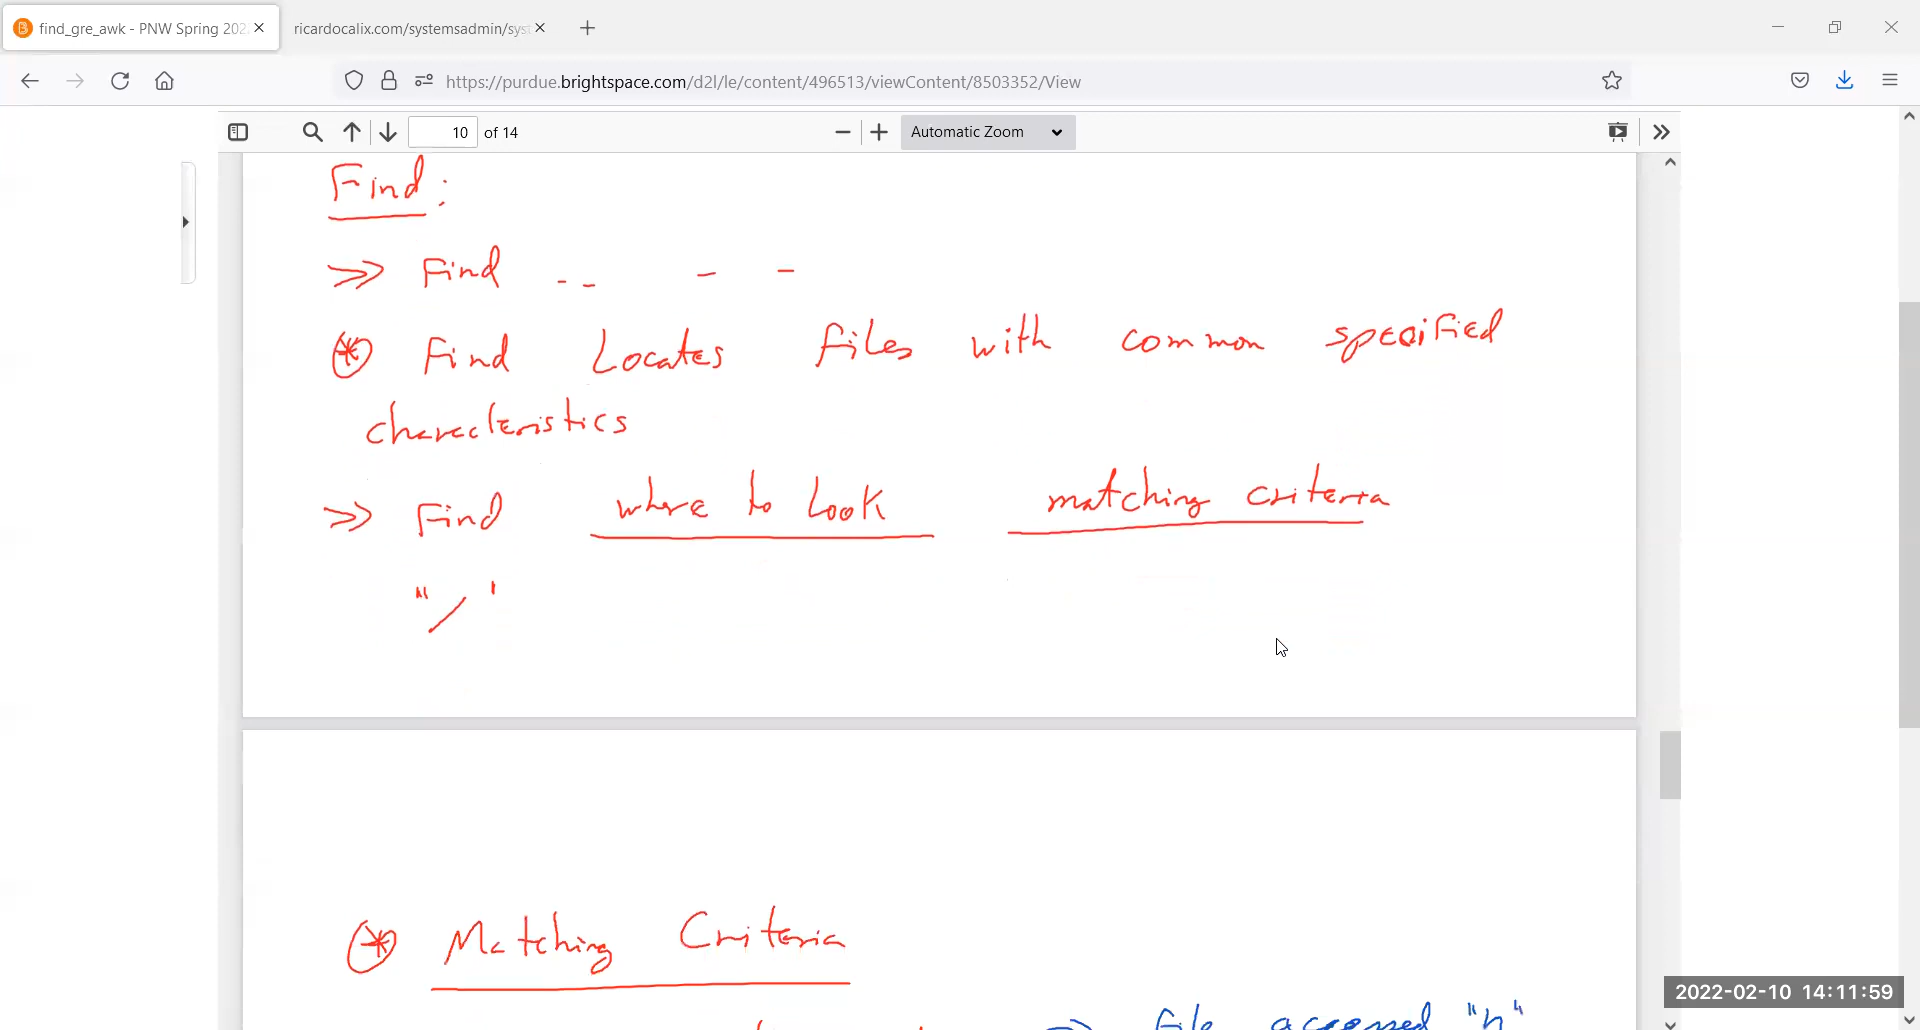 find_gre_awk - PNW Spring 202
ricardocalix.com/systemsadmin/sys
https://purdue.brightspace.com/d2l/le/content/496513/viewContent/8503352/View
10 of 14
Automatic Zoom
Find:
>> Find -- - -
* Find Locates files with common specified
characteristics
>> Find where to Look matching criteria
"/'
* Matching Criteria
=> file accessed "n"
2022-02-10 14:11:59